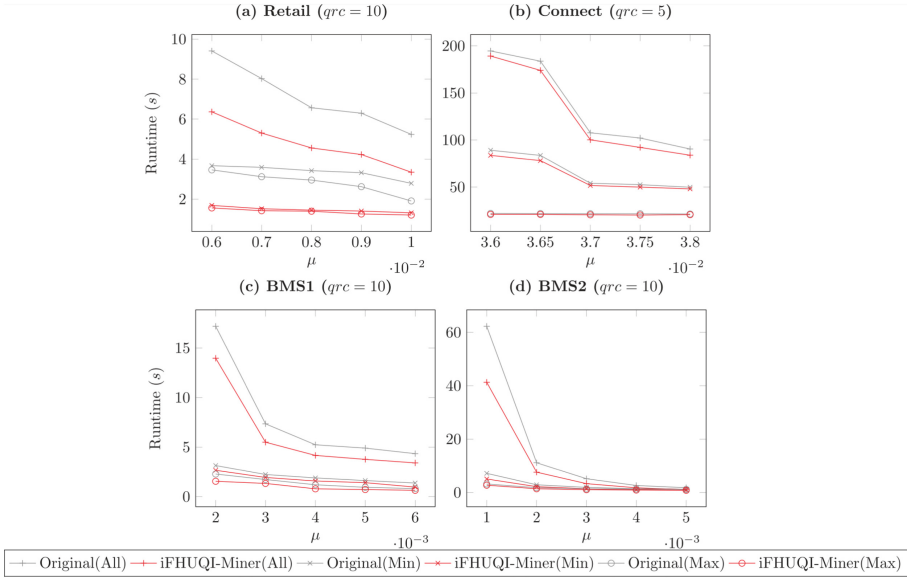 (a) Retail (qrc = 10)
Runtime (s)
10
8
6
4
2
0.6 0.7 0.8 0.9 1
μ
·10⁻²
(b) Connect (qrc = 5)
200
150
100
50
3.6 3.65 3.7 3.75 3.8
μ
·10⁻²
(c) BMS1 (qrc = 10)
Runtime (s)
15
10
5
0
2 3 4 5 6
μ
·10⁻³
(d) BMS2 (qrc = 10)
60
40
20
0
1 2 3 4 5
μ
·10⁻³
Original(All) iFHUQI-Miner(All) Original(Min) iFHUQI-Miner(Min) Original(Max) iFHUQI-Miner(Max)